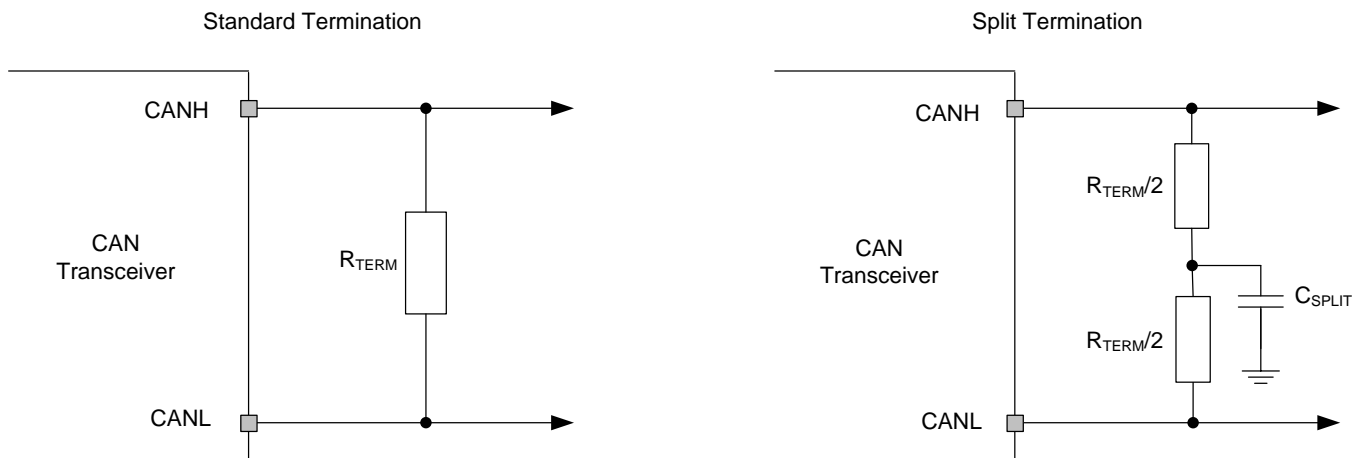 Standard Termination
CANH
CAN
Transceiver
RTERM
CANL
Split Termination
CANH
RTERM/2
CAN
Transceiver
CSPLIT
RTERM/2
CANL